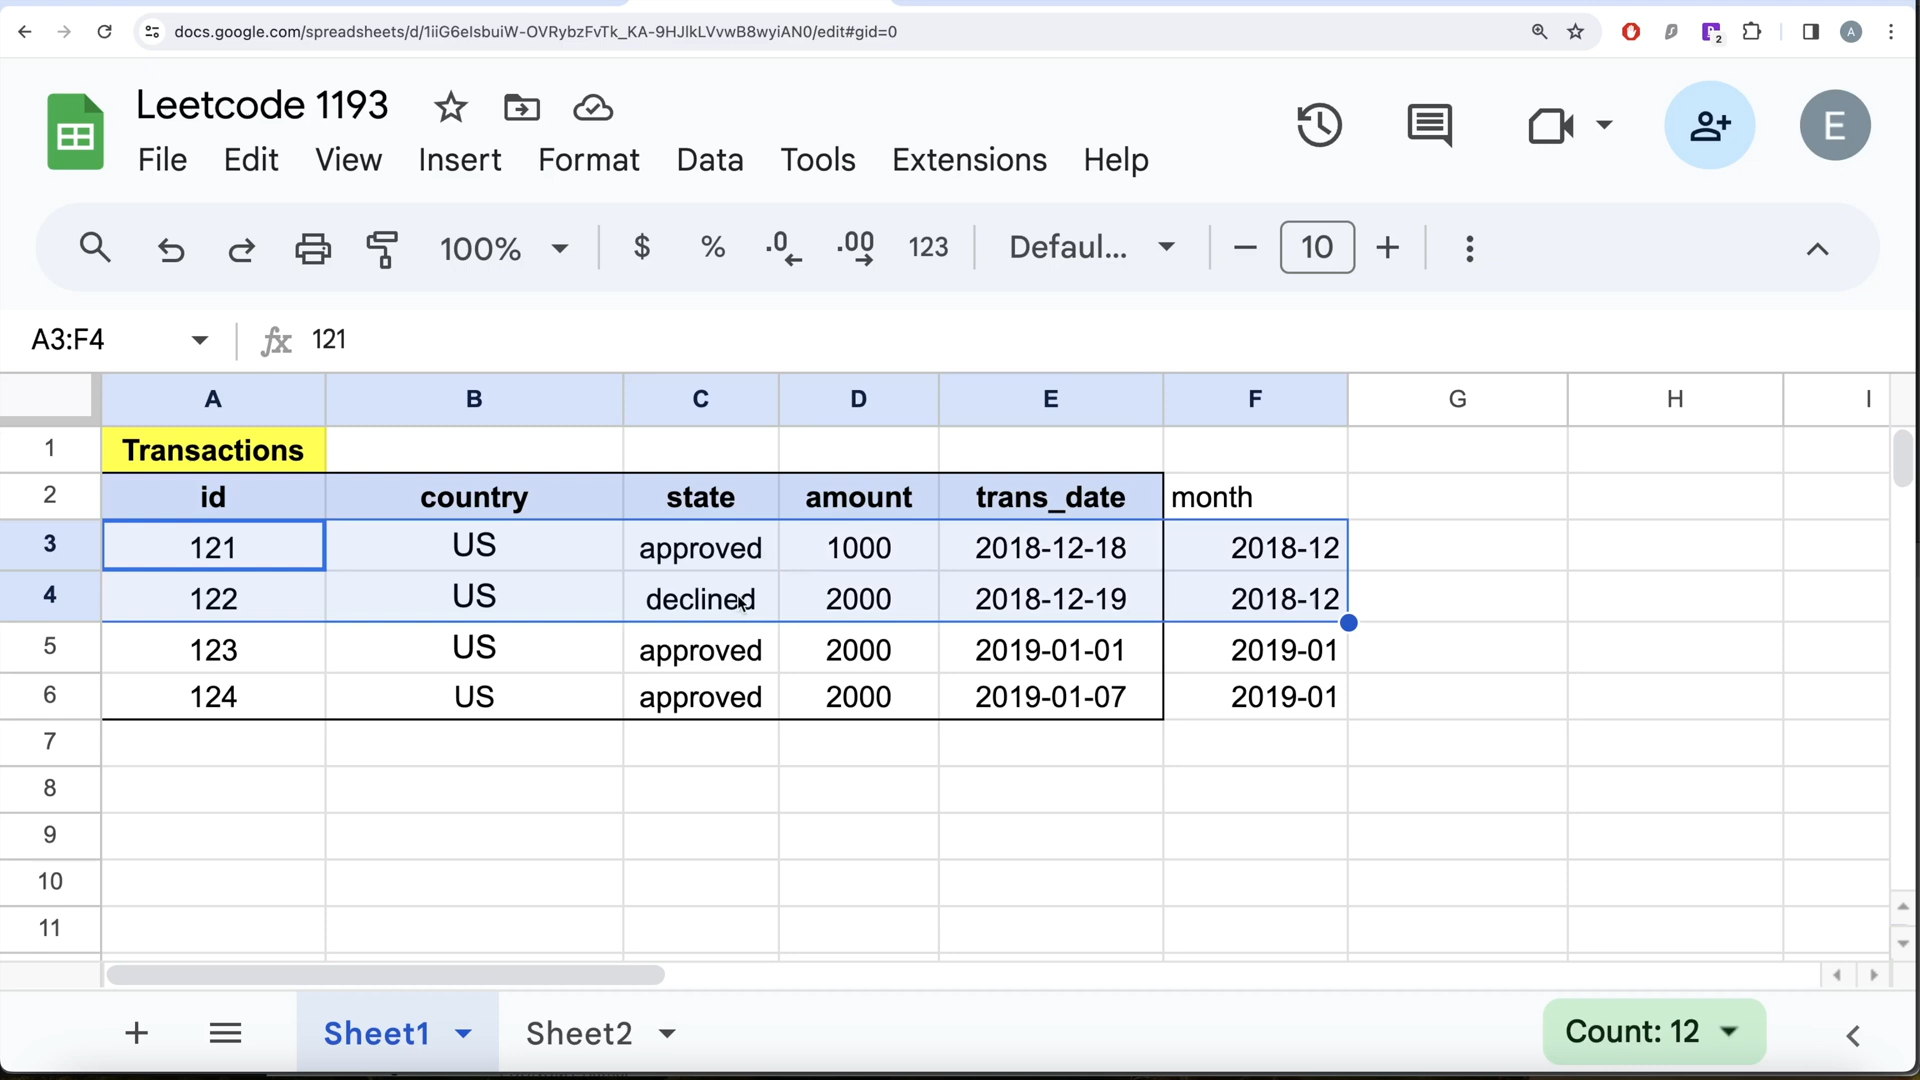 docs.google.com/spreadsheets/d/1iiG6eIsbuiW-OVRybzFvTk_KA-9HJlkLVvwB8wyiAN0/edit#gid=0
2
A
Leetcode 1193
File Edit View Insert Format Data Tools Extensions Help
E
100% $ % .0 .00 123 Defaul... 10
A3:F4 fx 121
A B C D E F G H I
1 Transactions
2 id country state amount trans_date month
3 121 US approved 1000 2018-12-18 2018-12
4 122 US declined 2000 2018-12-19 2018-12
5 123 US approved 2000 2019-01-01 2019-01
6 124 US approved 2000 2019-01-07 2019-01
7
8
9
10
11
Sheet1 Sheet2 Count: 12